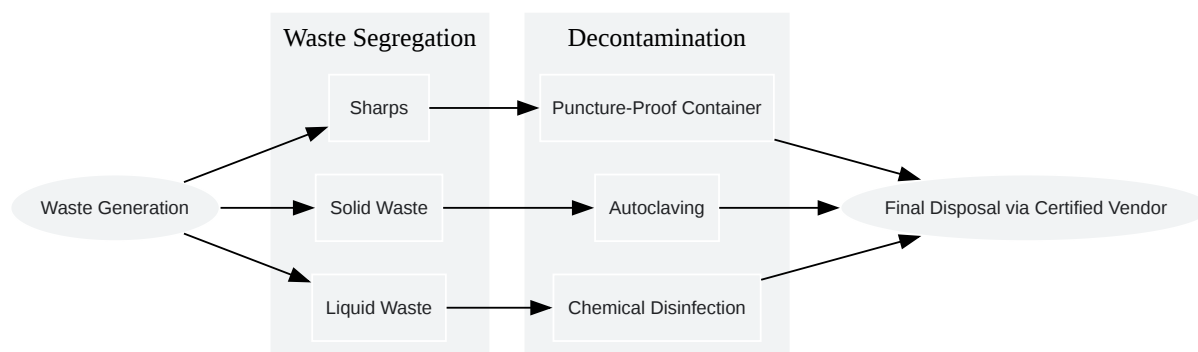 Waste Segregation
Decontamination
Sharps
Puncture-Proof Container
Waste Generation
Solid Waste
Autoclaving
Final Disposal via Certified Vendor
Liquid Waste
Chemical Disinfection